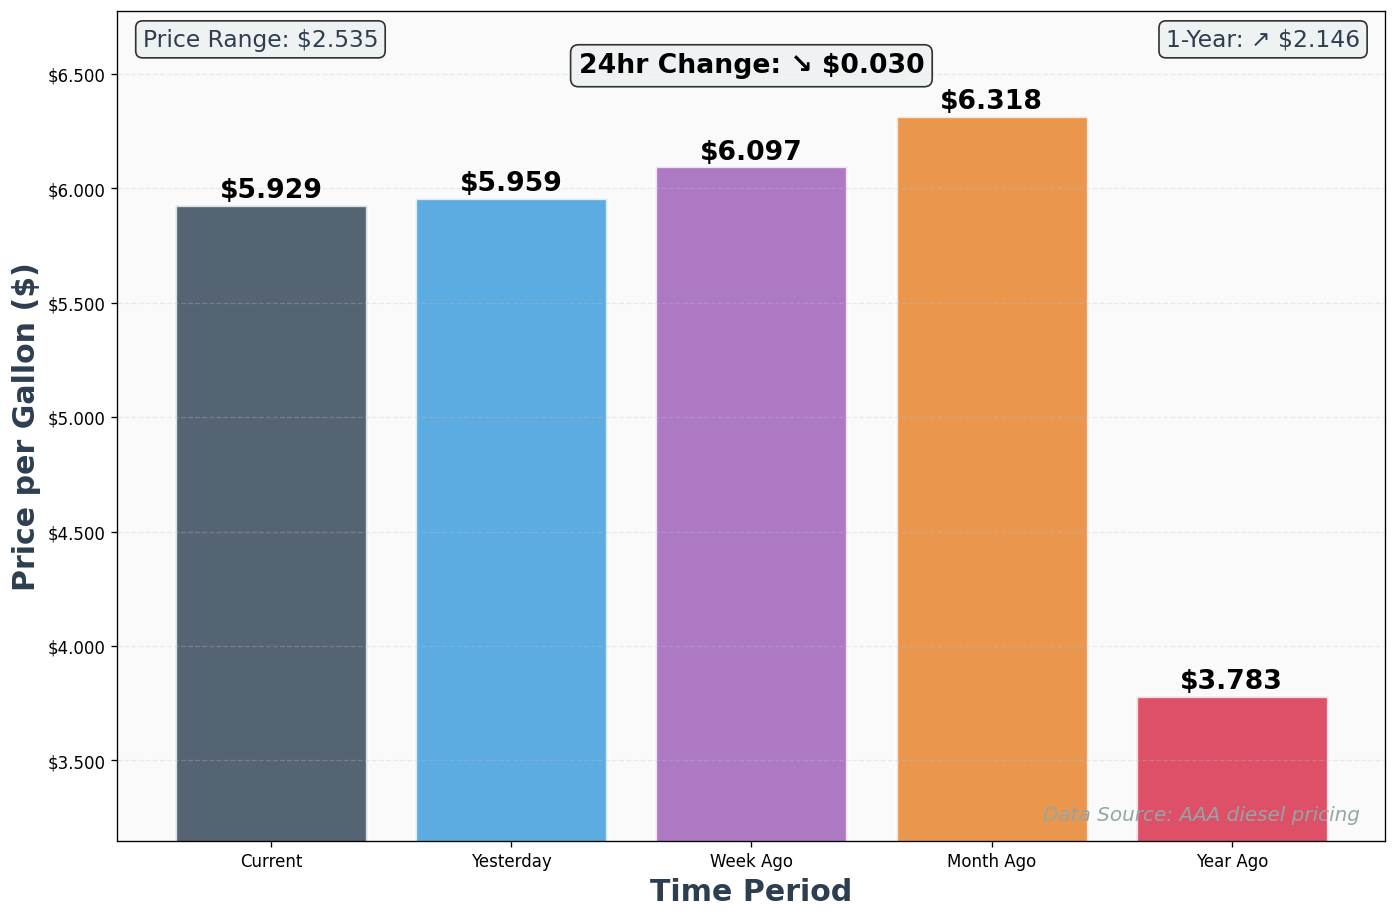 Price Range: $2.535
24hr Change: ↘ $0.030
1-Year: ↗ $2.146
Price per Gallon ($)
$6.500
$6.000
$5.500
$5.000
$4.500
$4.000
$3.500
$5.929
$5.959
$6.097
$6.318
$3.783
Data Source: AAA diesel pricing
Current
Yesterday
Week Ago
Month Ago
Year Ago
Time Period